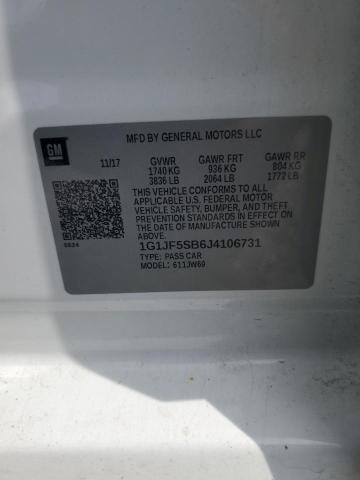 GM
MFD BY GENERAL MOTORS LLC
11/17 GVWR GAWR FRT GAWR RR
1740 KG 936 KG 804 KG
3836 LB 2064 LB 1772 LB
THIS VEHICLE CONFORMS TO ALL
APPLICABLE U.S. FEDERAL MOTOR
VEHICLE SAFETY, BUMPER, AND THEFT
PREVENTION STANDARDS IN EFFECT ON
THE DATE OF MANUFACTURE SHOWN
ABOVE.
1G1JF5SB6J4106731
TYPE: PASS CAR
MODEL: 611JW69